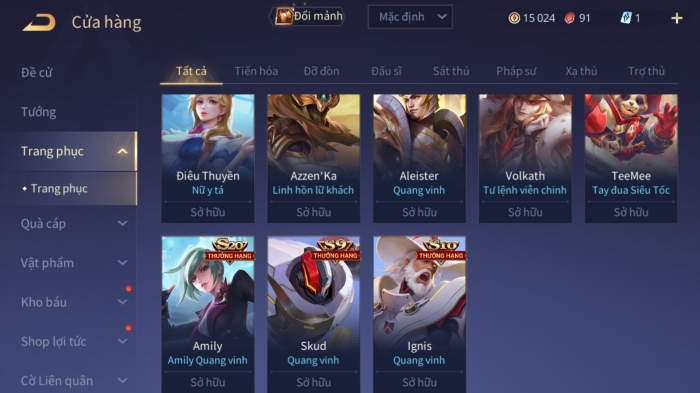 Cửa hàng
Đổi mảnh
Mặc định
15 024
91
1
Đề cử
Tướng
Trang phục
Trang phục
Quà cáp
Vật phẩm
Kho báu
Shop lợi tức
Cờ Liên quân
Tất cả
Tiến hóa
Đỡ đòn
Đấu sĩ
Sát thủ
Pháp sư
Xạ thủ
Trợ thủ
Điêu Thuyền
Nữ y tá
Sở hữu
Azzen'Ka
Linh hồn lữ khách
Sở hữu
Aleister
Quang vinh
Sở hữu
Volkath
Tư lệnh viễn chinh
Sở hữu
TeeMee
Tay đua Siêu Tốc
Sở hữu
S20
THƯỞNG HẠNG
Amily
Amily Quang vinh
Sở hữu
S9
THƯỞNG HẠNG
Skud
Quang vinh
Sở hữu
S10
THƯỞNG HẠNG
Ignis
Quang vinh
Sở hữu